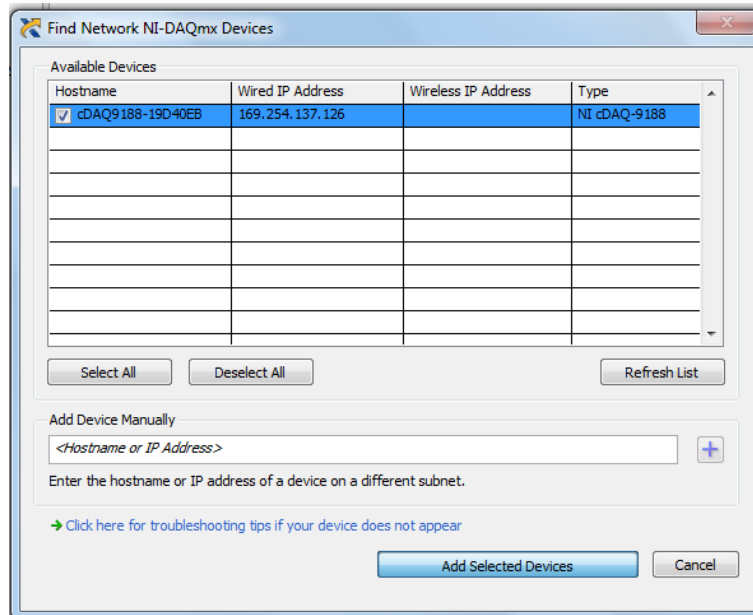 Find Network NI-DAQmx Devices
Available Devices
Hostname Wired IP Address Wireless IP Address Type
cDAQ9188-19D40EB 169.254.137.126 NI cDAQ-9188
Select All Deselect All Refresh List
Add Device Manually
<Hostname or IP Address>
Enter the hostname or IP address of a device on a different subnet.
Click here for troubleshooting tips if your device does not appear
Add Selected Devices Cancel